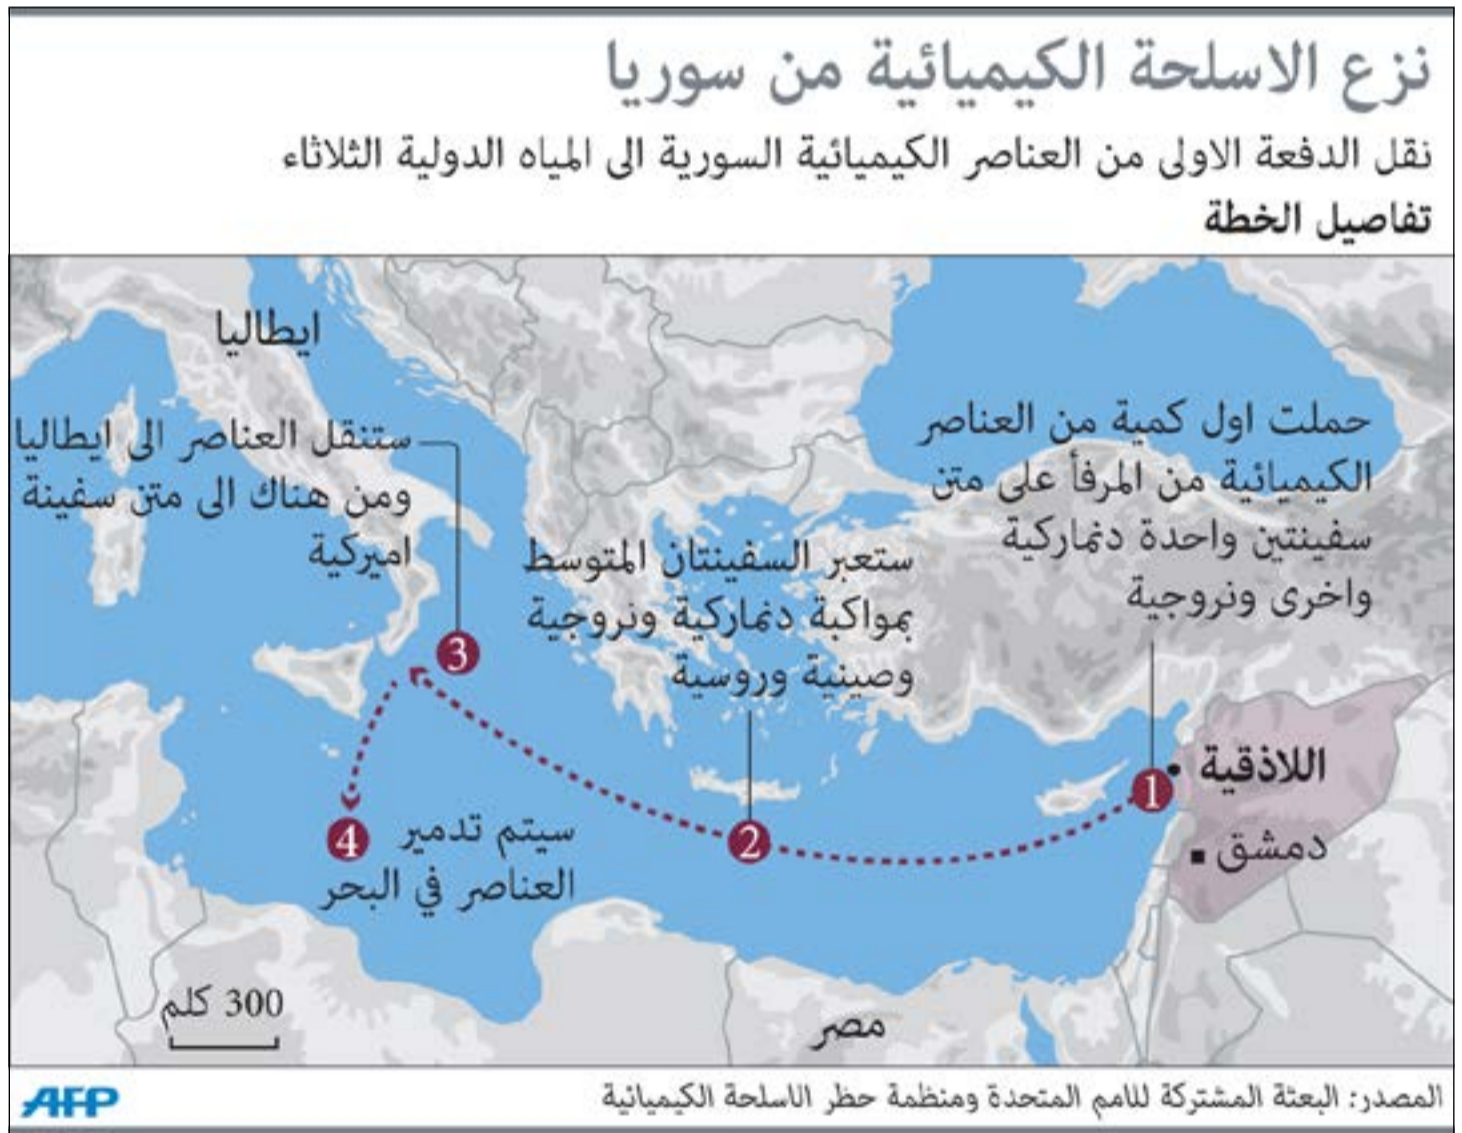 نزع الاسلحة الكيميائية من سوريا
نقل الدفعة الاولى من العناصر الكيميائية السورية الى المياه الدولية الثلاثاء
تفاصيل الخطة
ايطاليا
حملت اول كمية من العناصر
الكيميائية من المرفأ على متن
سفينتين واحدة دنماركية
واخرى ونروجية
ستعبر السفينتان المتوسط
بمواكبة دنماركية ونروجية
وصينية وروسية
ستنقل العناصر الى ايطاليا
ومن هناك الى متن سفينة
اميركية
3
1
اللاذقية
2
دمشق
4
سيتم تدمير
العناصر في البحر
300 كلم
مصر
المصدر: البعثة المشتركة للامم المتحدة ومنظمة حظر الاسلحة الكيميائية
AFP